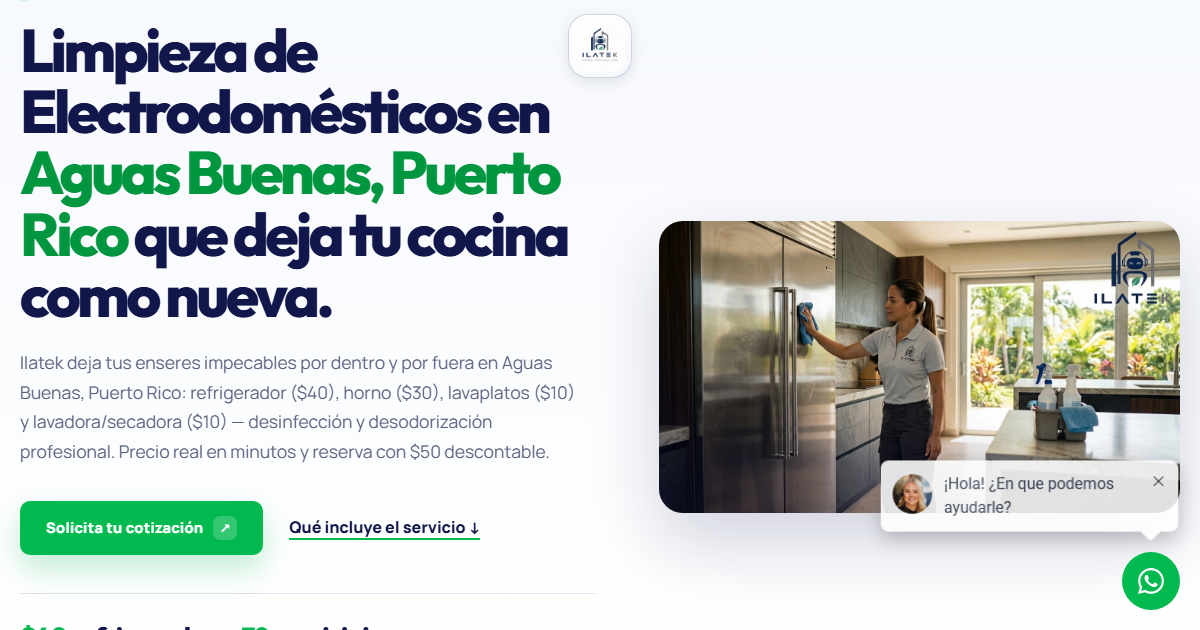 Limpieza de
Electrodomésticos en
Aguas Buenas, Puerto
Rico que deja tu cocina
como nueva.
Ilatek deja tus enseres impecables por dentro y por fuera en Aguas
Buenas, Puerto Rico: refrigerador ($40), horno ($30), lavaplatos ($10)
y lavadora/secadora ($10) — desinfección y desodorización
profesional. Precio real en minutos y reserva con $50 descontable.
Solicita tu cotización ↗
Qué incluye el servicio ↓
ILATEK
ILATEK
¡Hola! ¿En que podemos
ayudarle?